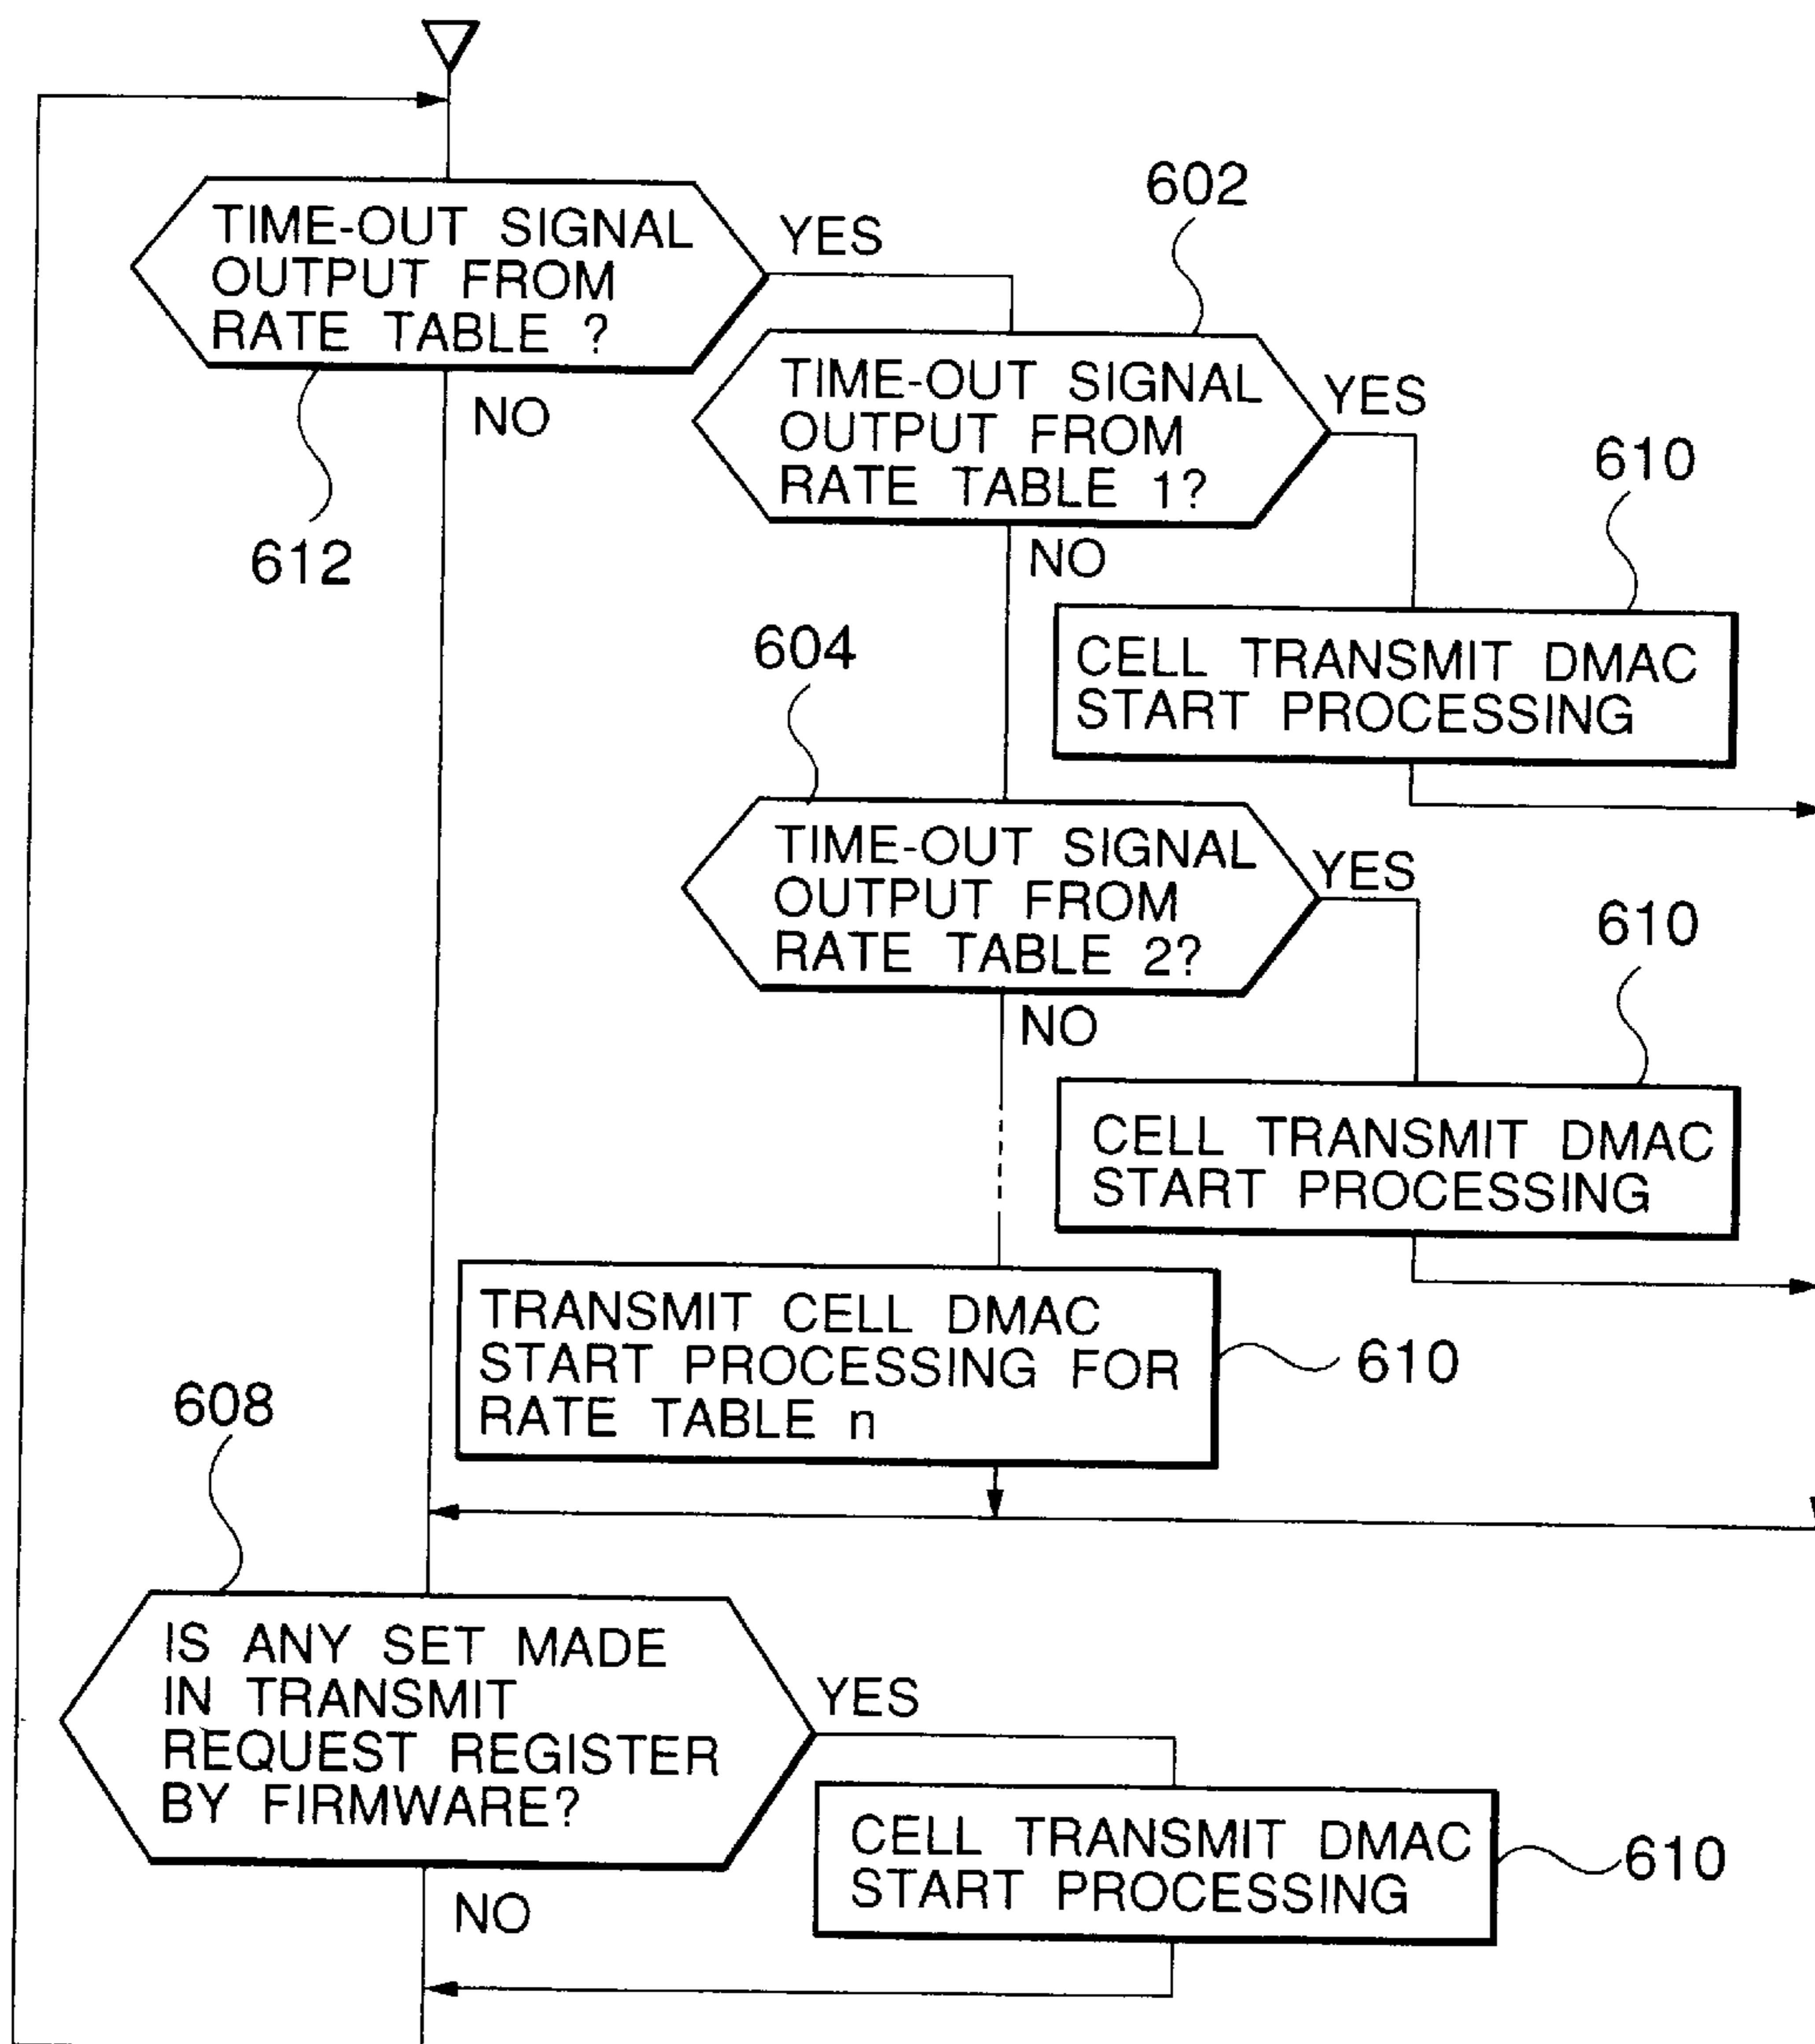 602
TIME-OUT SIGNAL
OUTPUT FROM
RATE TABLE ?
YES
612
NO
TIME-OUT SIGNAL
OUTPUT FROM
RATE TABLE 1?
YES
610
NO
CELL TRANSMIT DMAC
START PROCESSING
604
TIME-OUT SIGNAL
OUTPUT FROM
RATE TABLE 2?
YES
610
NO
CELL TRANSMIT DMAC
START PROCESSING
TRANSMIT CELL DMAC
START PROCESSING FOR
RATE TABLE n
610
608
IS ANY SET MADE
IN TRANSMIT
REQUEST REGISTER
BY FIRMWARE?
YES
NO
CELL TRANSMIT DMAC
START PROCESSING
610